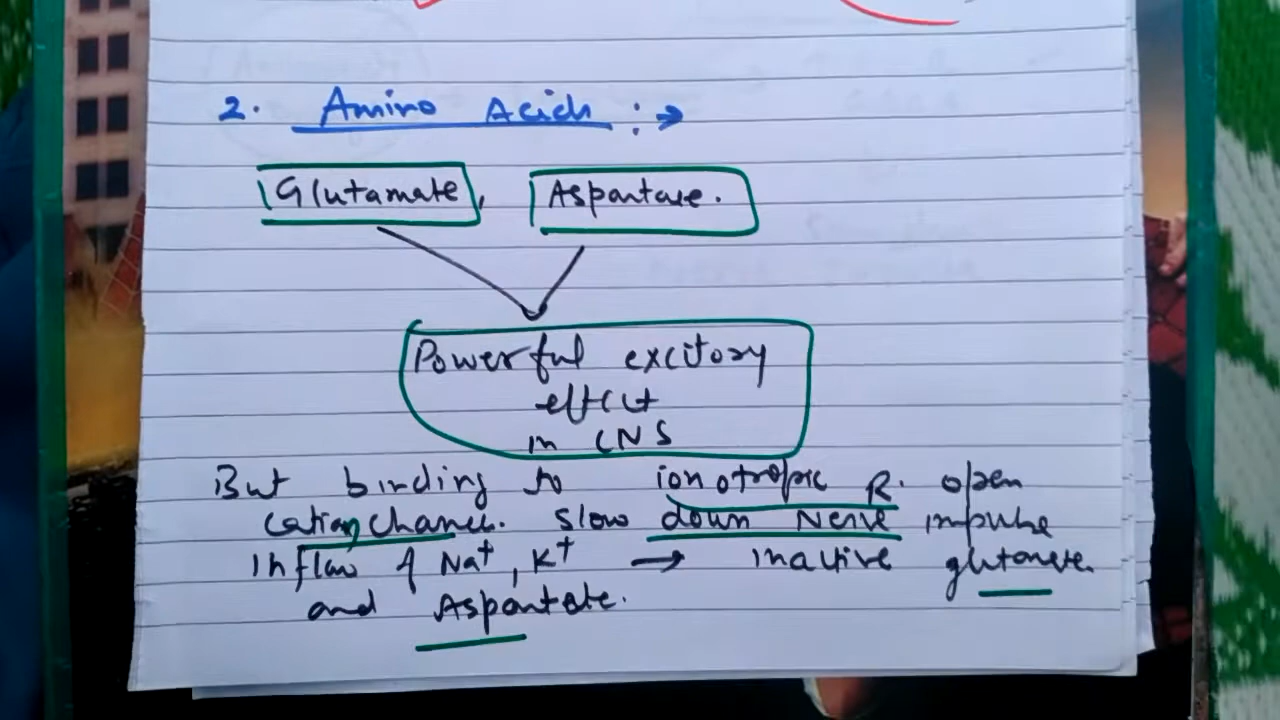 2. Amino Acids :→
Glutamate, Aspartate.
Powerful excitory
effect
in CNS
But binding to ionotropic R. open
cation channel. Slow down Nerve impulse
Inflow of Na+, K+ → inactive glutamate
and Aspartate.